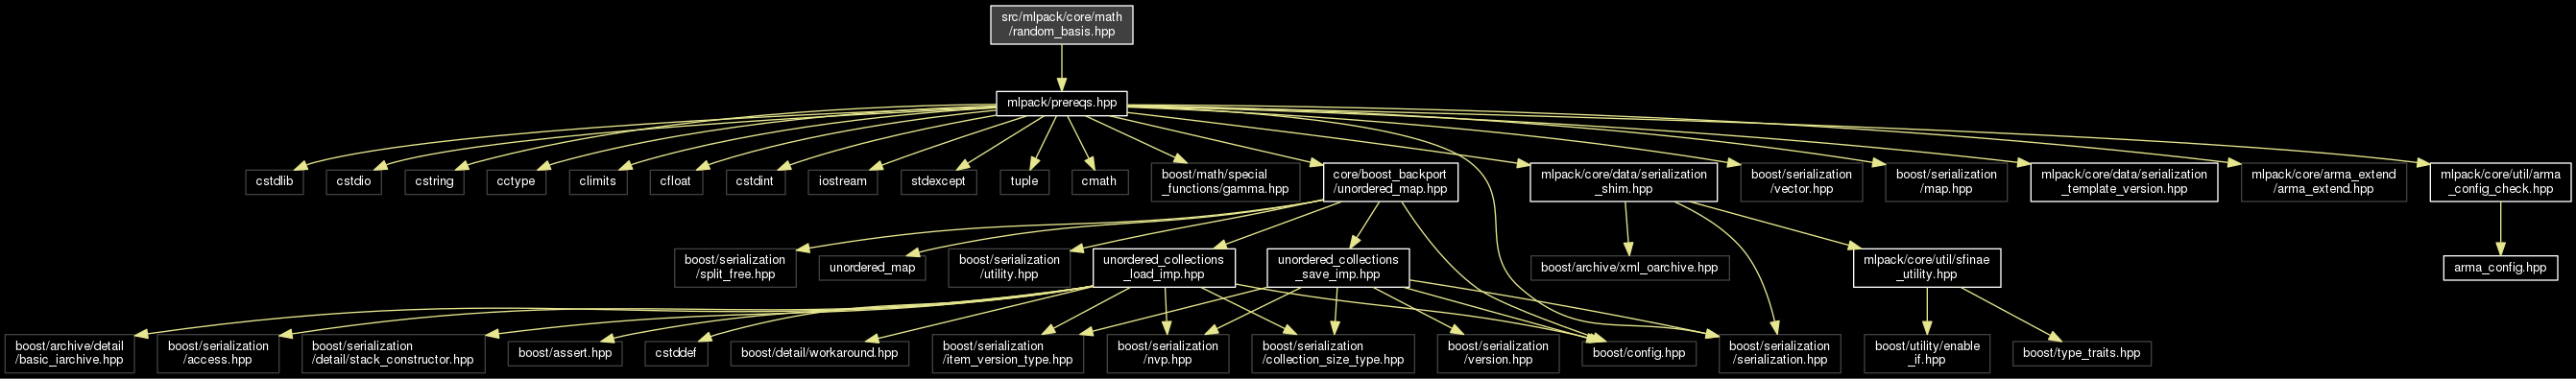 src/mlpack/core/math
/random_basis.hpp
mlpack/prereqs.hpp
cstdlib
cstdio
cstring
cctype
climits
cfloat
cstdint
iostream
stdexcept
tuple
cmath
boost/math/special
_functions/gamma.hpp
core/boost_backport
/unordered_map.hpp
mlpack/core/data/serialization
_shim.hpp
boost/serialization
/vector.hpp
boost/serialization
/map.hpp
mlpack/core/data/serialization
_template_version.hpp
mlpack/core/arma_extend
/arma_extend.hpp
mlpack/core/util/arma
_config_check.hpp
boost/serialization
/split_free.hpp
unordered_map
boost/serialization
/utility.hpp
unordered_collections
_load_imp.hpp
unordered_collections
_save_imp.hpp
boost/archive/xml_oarchive.hpp
mlpack/core/util/sfinae
_utility.hpp
arma_config.hpp
boost/archive/detail
/basic_iarchive.hpp
boost/serialization
/access.hpp
boost/serialization
/detail/stack_constructor.hpp
boost/assert.hpp
cstddef
boost/detail/workaround.hpp
boost/serialization
/item_version_type.hpp
boost/serialization
/nvp.hpp
boost/serialization
/collection_size_type.hpp
boost/serialization
/version.hpp
boost/config.hpp
boost/serialization
/serialization.hpp
boost/utility/enable
_if.hpp
boost/type_traits.hpp